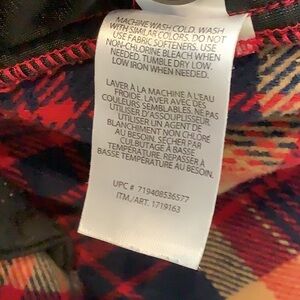 MACHINE WASH COLD. WASH
WITH SIMILAR COLORS. DO NOT
USE FABRIC SOFTENERS. USE
NON-CHLORINE BLEACH WHEN
NEEDED. TUMBLE DRY LOW.
LOW IRON WHEN NEEDED.
LAVER À LA MACHINE À L'EAU
FROIDE. LAVER AVEC DES
COULEURS SEMBLABLES. NE PAS
UTILISER D'ASSOUPLISSEUR
UTILISER UN AGENT DE
BLANCHIMENT NON CHLORÉ
AU BESOIN. SÉCHER PAR
CULBUTAGE À BASSE
TEMPÉRATURE. REPASSER À
BASSE TEMPÉRATURE AU BESOIN.
UPC # 719408536577
ITM./ART. 1719163